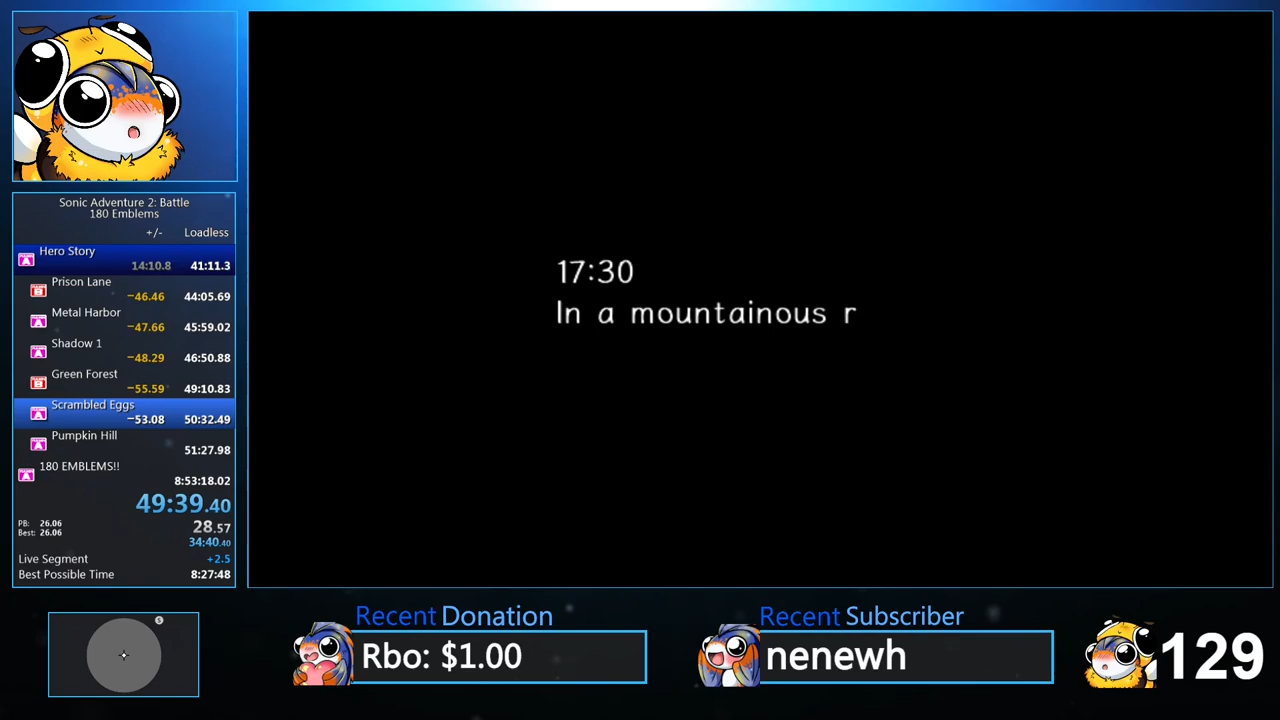 Sonic Adventure 2: Battle
180 Emblems
+/- Loadless
Hero Story
14:10.8 41:11.3
Prison Lane
−46.46 44:05.69
Metal Harbor
−47.66 45:59.02
Shadow 1
−48.29 46:50.88
Green Forest
−55.59 49:10.83
Scrambled Eggs
−53.08 50:32.49
Pumpkin Hill
51:27.98
180 EMBLEMS!!
8:53:18.02
49:39.40
PB: 26.06
Best: 26.06
28.57
34:40.40
Live Segment +2.5
Best Possible Time 8:27:48
17:30
In a mountainous r
Recent Donation
Rbo: $1.00
Recent Subscriber
nenewh
129